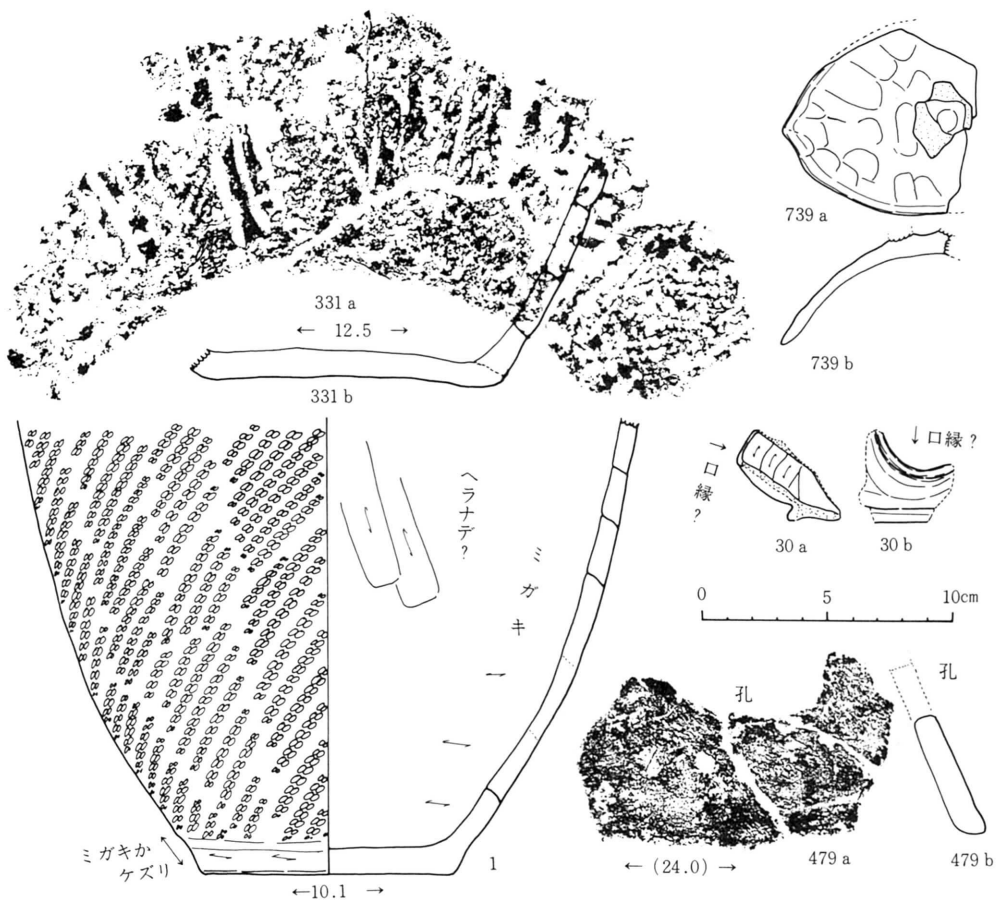 739 a
331 a
← 12.5 →
331 b
739 b
ヘラナデ?
ミガキ
→口縁?
↓口縁?
30 a
30 b
0 5 10cm
孔
孔
ミガキか
ケズリ
1
←10.1 →
← (24.0) →
479 a
479 b